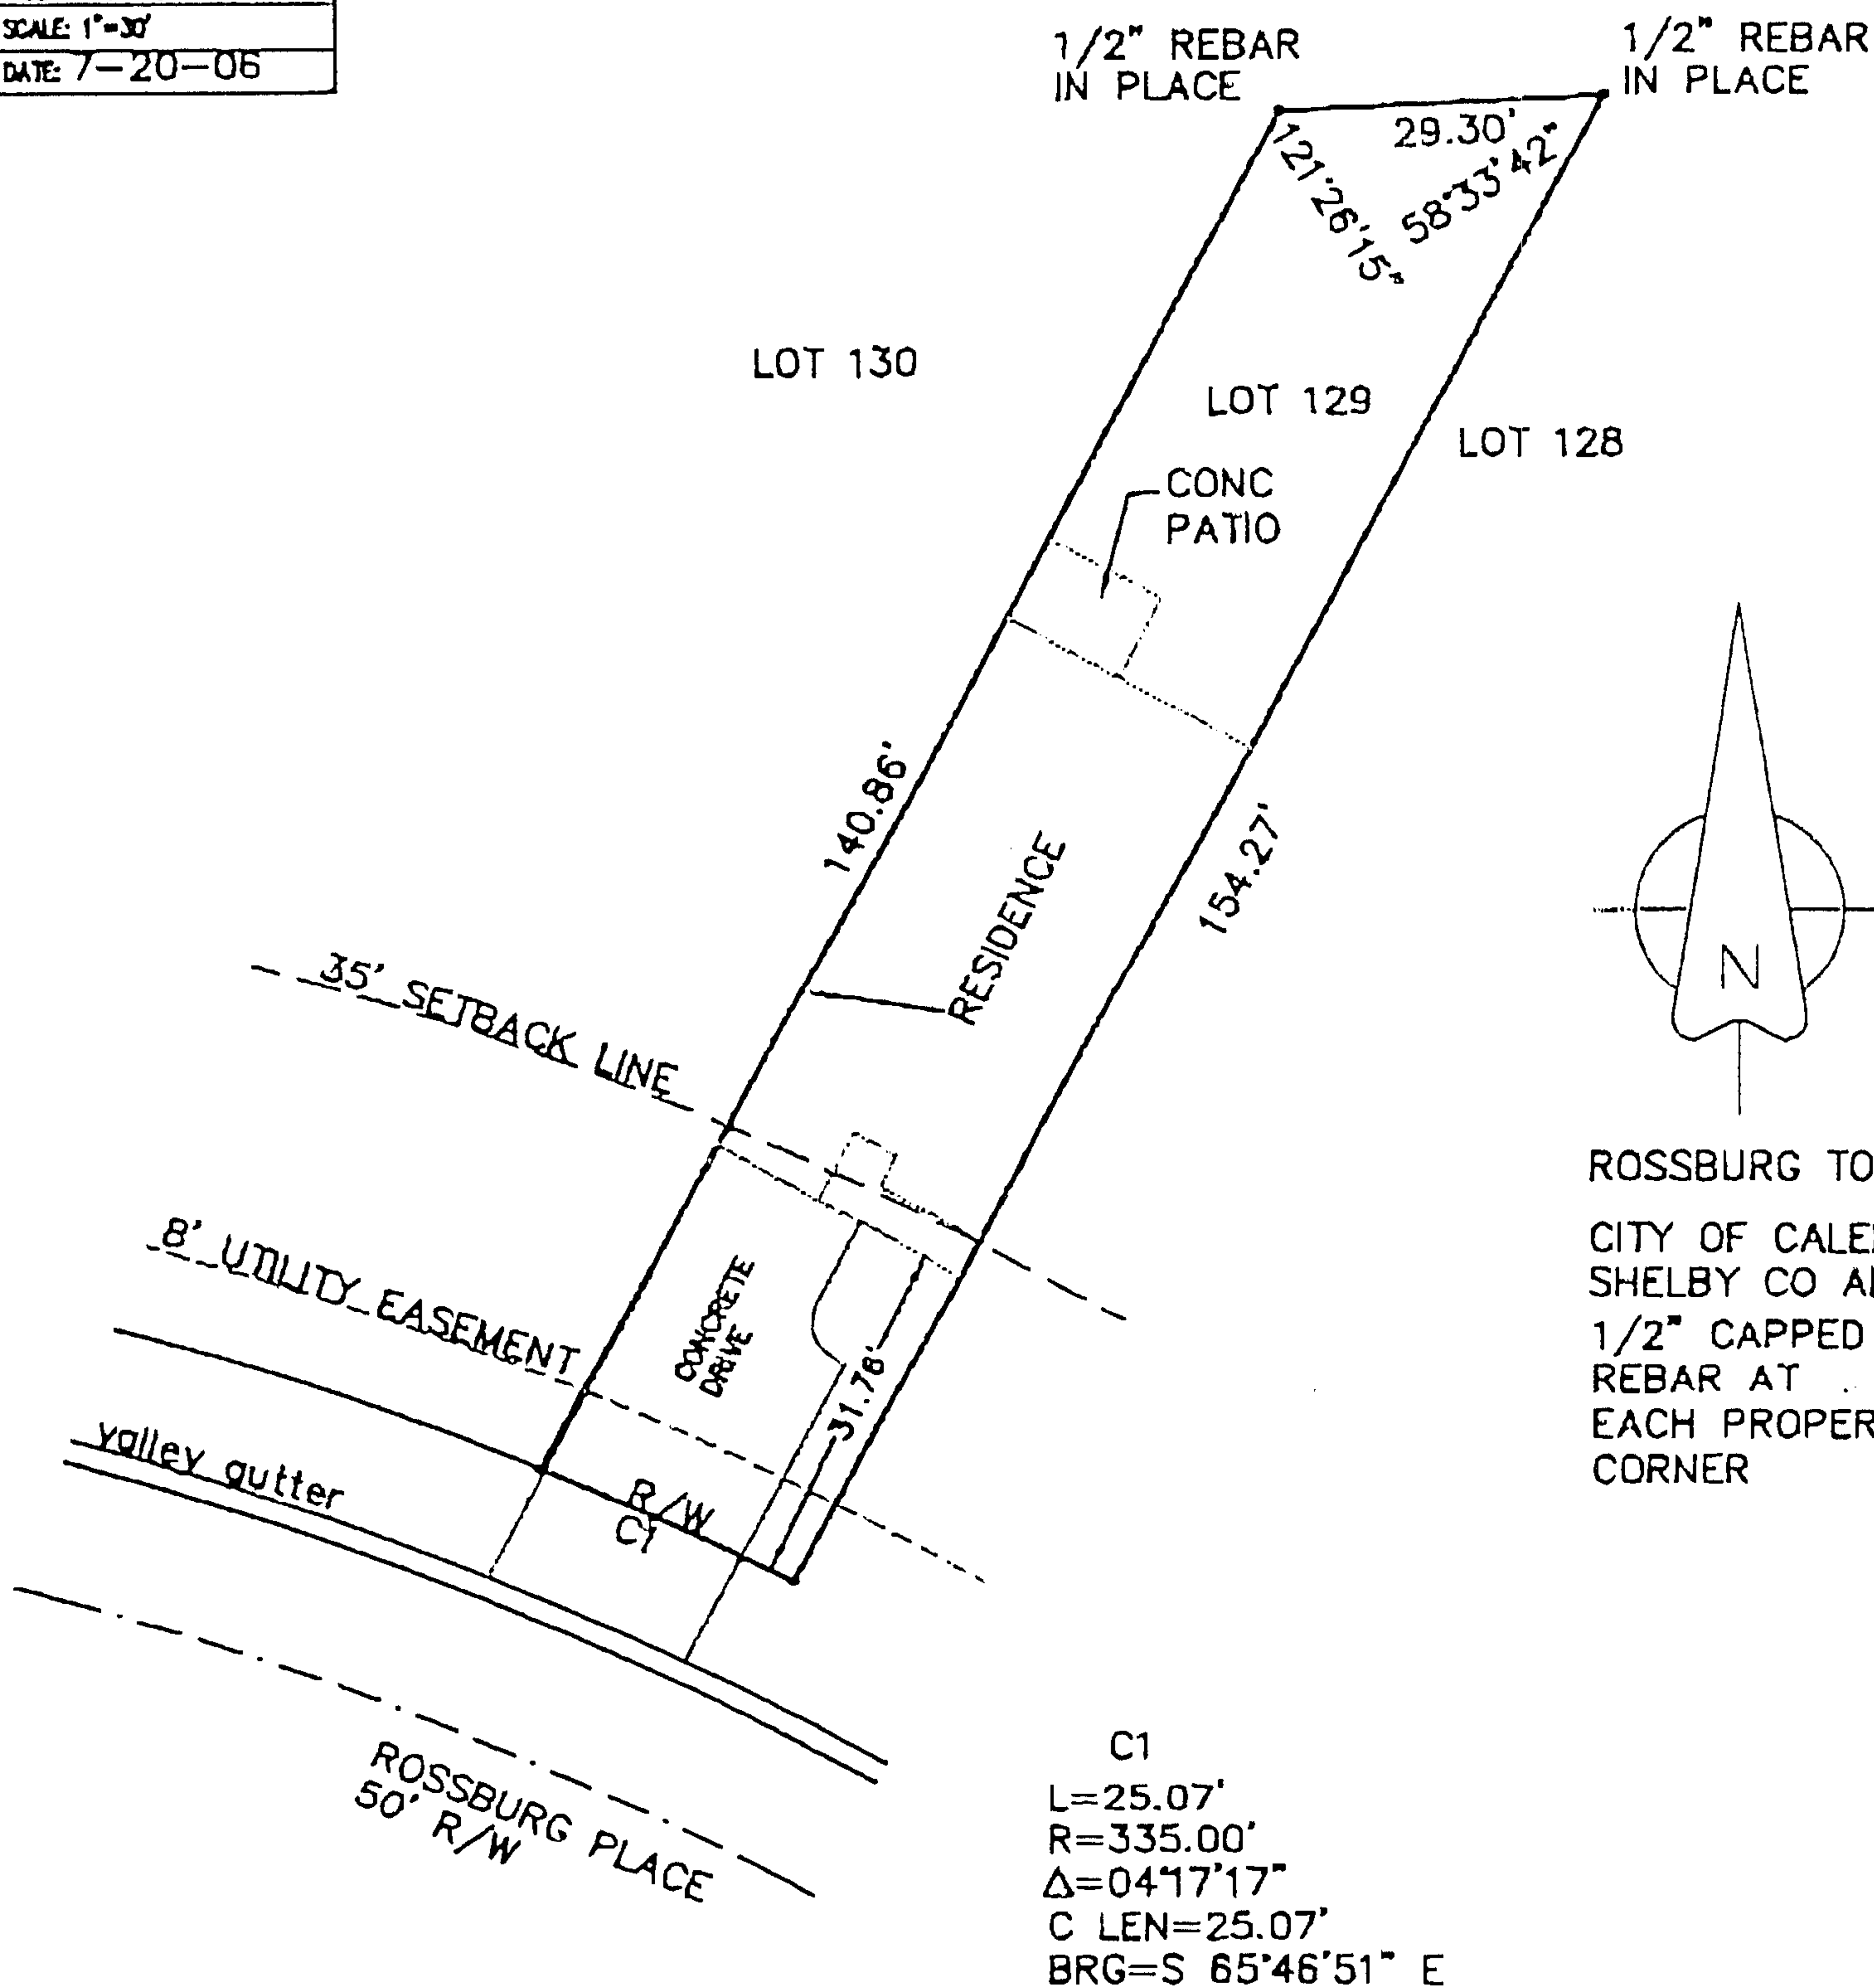 SCALE: 1"=30'
DATE: 7-20-06
1/2" REBAR
IN PLACE
1/2" REBAR
IN PLACE
29.30'
121°26'15"
58°33'42"
LOT 130
LOT 129
LOT 128
CONC
PATIO
140.86'
154.27'
RESIDENCE
35' SETBACK LINE
N
8' UTILITY EASEMENT
CONCRETE
DRIVE
31.78'
valley gutter
R/W
C1
ROSSBURG TO
CITY OF CALE
SHELBY CO A
1/2" CAPPED
REBAR AT
EACH PROPER
CORNER
ROSSBURG PLACE
50' R/W
C1
L=25.07'
R=335.00'
Δ=04°17'17"
C LEN=25.07'
BRG=S 65°46'51" E